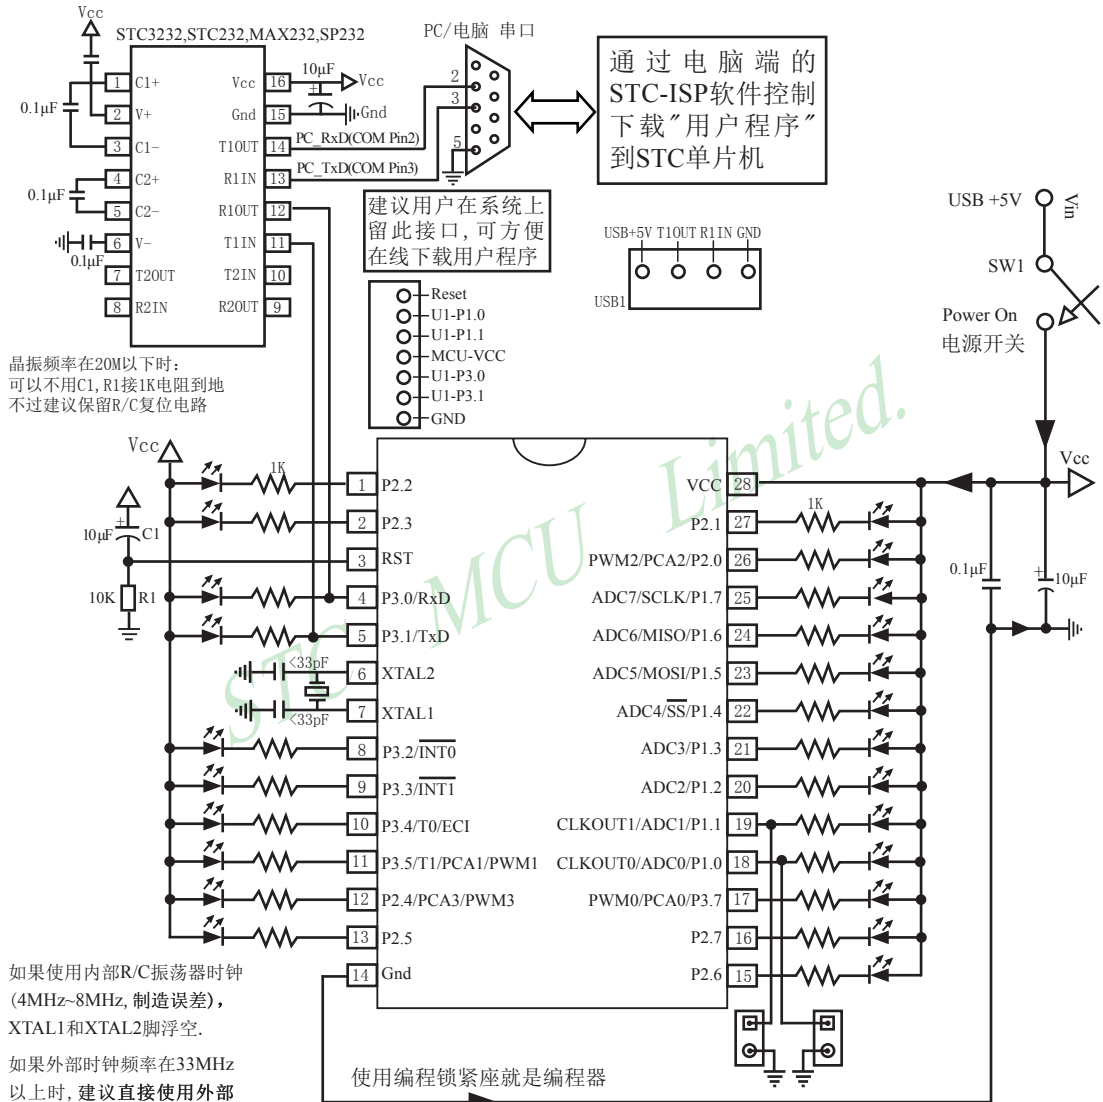 Vcc
STC3232,STC232,MAX232,SP232
PC/电脑 串口
1 C1+
2 V+
3 C1-
4 C2+
5 C2-
6 V-
7 T2OUT
8 R2IN
Vcc 16
Gnd 15
T1OUT 14
R1IN 13
R1OUT 12
T1IN 11
T2IN 10
R2OUT 9
0.1μF
0.1μF
0.1μF
10μF
+
Vcc
Gnd
PC_RxD(COM Pin2)
PC_TxD(COM Pin3)
2
3
5
通过电脑端的
STC-ISP软件控制
下载"用户程序"
到STC单片机
建议用户在系统上
留此接口,可方便
在线下载用户程序
USB+5V T1OUT R1IN GND
USB1
USB +5V
Vin
SW1
Power On
电源开关
Reset
U1-P1.0
U1-P1.1
MCU-VCC
U1-P3.0
U1-P3.1
GND
晶振频率在20M以下时:
可以不用C1,R1接1K电阻到地
不过建议保留R/C复位电路
Vcc
1K
10μF
+
C1
10K
R1
<33pF
<33pF
1 P2.2
2 P2.3
3 RST
4 P3.0/RxD
5 P3.1/TxD
6 XTAL2
7 XTAL1
8 P3.2/INT0
9 P3.3/INT1
10 P3.4/T0/ECI
11 P3.5/T1/PCA1/PWM1
12 P2.4/PCA3/PWM3
13 P2.5
14 Gnd
VCC 28
P2.1 27
PWM2/PCA2/P2.0 26
ADC7/SCLK/P1.7 25
ADC6/MISO/P1.6 24
ADC5/MOSI/P1.5 23
ADC4/SS/P1.4 22
ADC3/P1.3 21
ADC2/P1.2 20
CLKOUT1/ADC1/P1.1 19
CLKOUT0/ADC0/P1.0 18
PWM0/PCA0/P3.7 17
P2.7 16
P2.6 15
1K
Vcc
0.1μF
+
10μF
STC MCU Limited.
如果使用内部R/C振荡器时钟
(4MHz~8MHz,制造误差),
XTAL1和XTAL2脚浮空.
如果外部时钟频率在33MHz
以上时,建议直接使用外部
使用编程锁紧座就是编程器